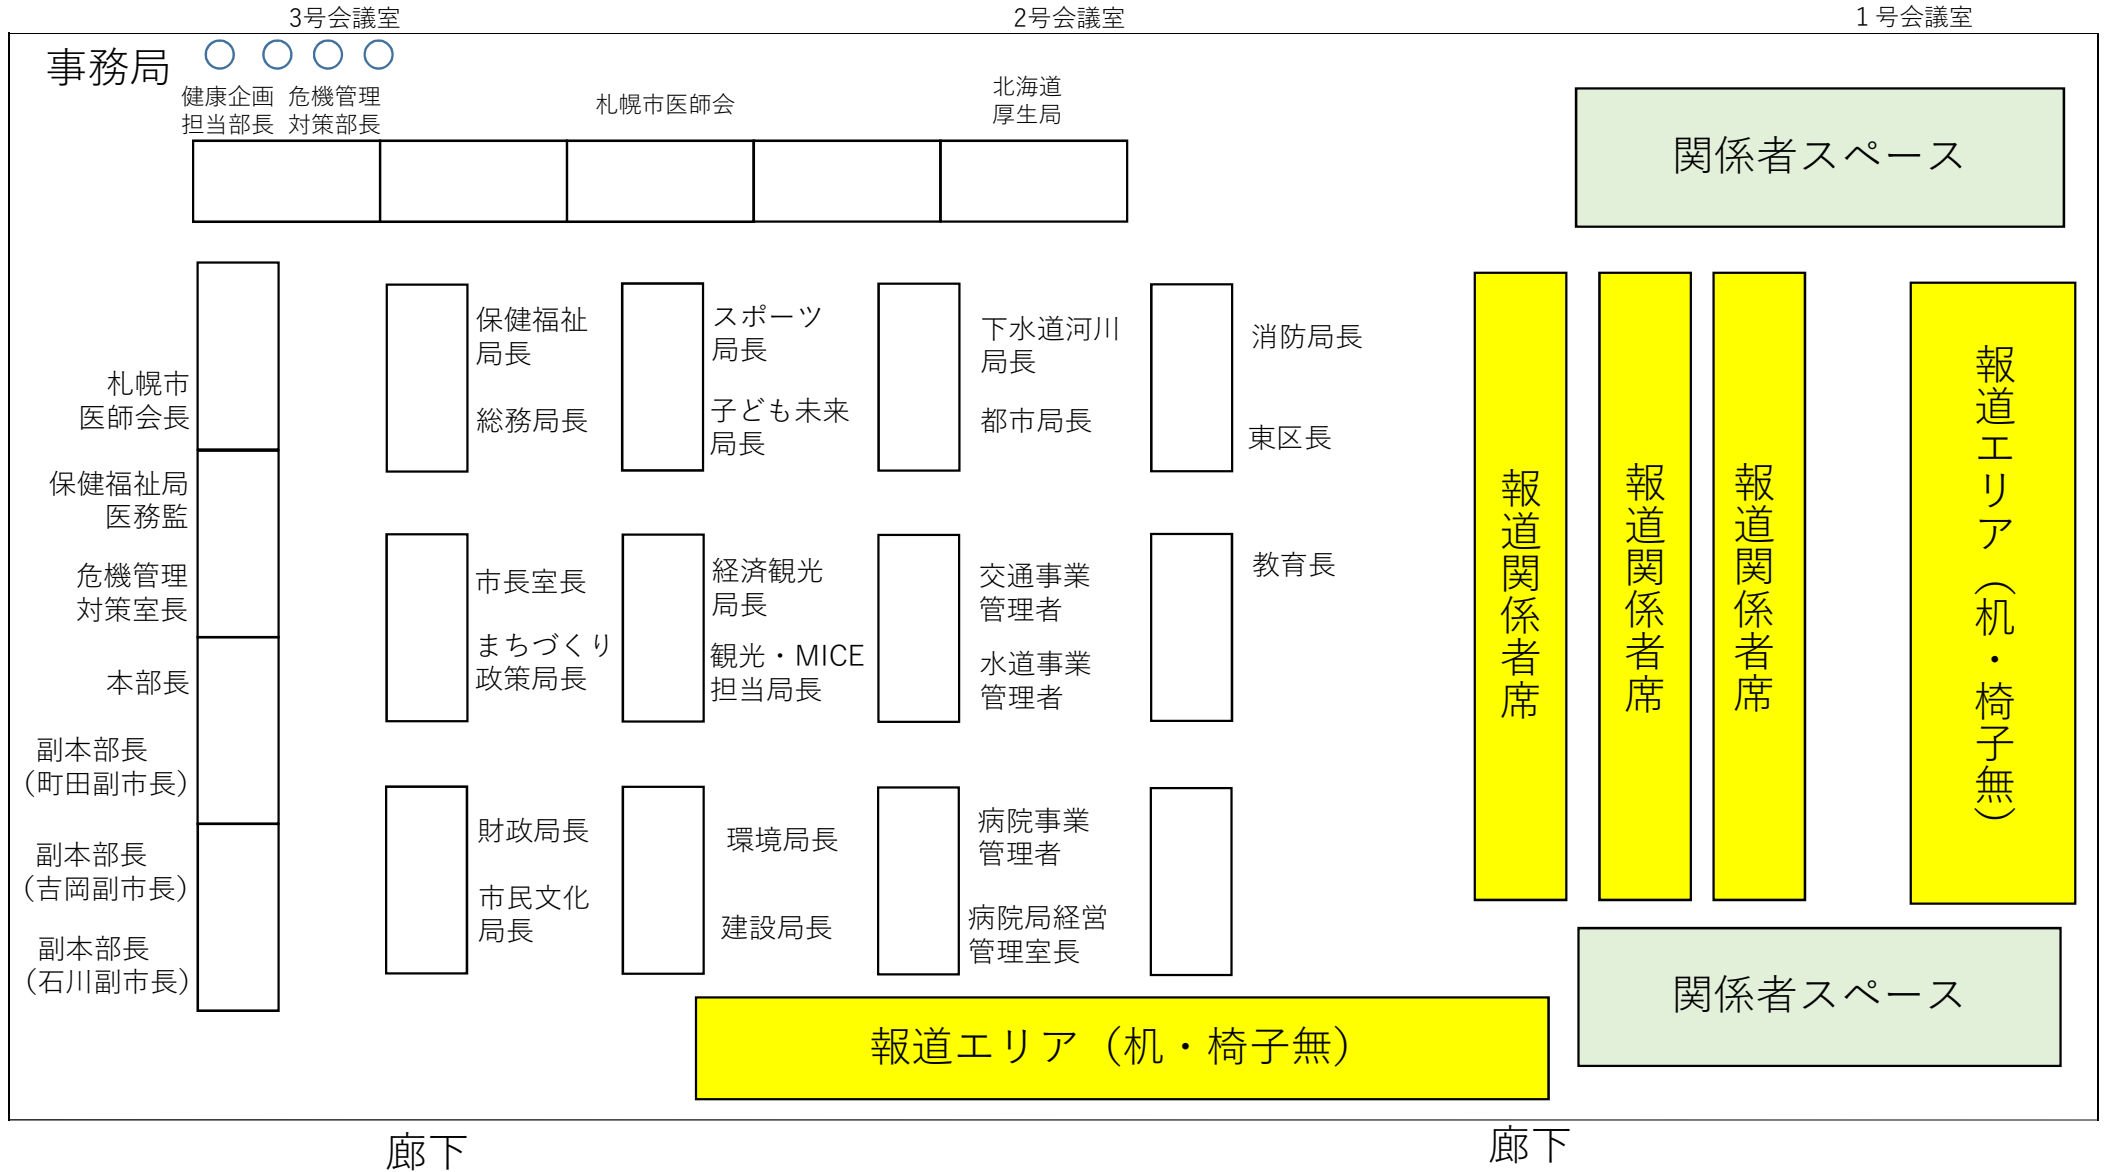 3号会議室
2号会議室
１号会議室
事務局
健康企画
担当部長
危機管理
対策部長
札幌市医師会
北海道
厚生局
関係者スペース
札幌市
医師会長
保健福祉局
医務監
危機管理
対策室長
本部長
副本部長
（町田副市長）
副本部長
（吉岡副市長）
副本部長
（石川副市長）
保健福祉
局長
総務局長
市長室長
まちづくり
政策局長
財政局長
市民文化
局長
スポーツ
局長
子ども未来
局長
経済観光
局長
観光・MICE
担当局長
環境局長
建設局長
下水道河川
局長
都市局長
交通事業
管理者
水道事業
管理者
病院事業
管理者
病院局経営
管理室長
消防局長
東区長
教育長
報道関係者席
報道関係者席
報道関係者席
報道エリア（机・椅子無）
関係者スペース
報道エリア（机・椅子無）
廊下
廊下